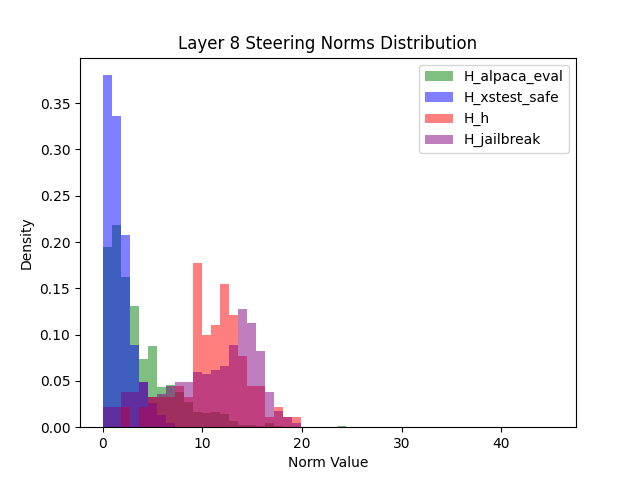 Layer 8 Steering Norms Distribution
H_alpaca_eval
H_xstest_safe
H_h
H_jailbreak
Density
0.35
0.30
0.25
0.20
0.15
0.10
0.05
0.00
0 10 20 30 40
Norm Value